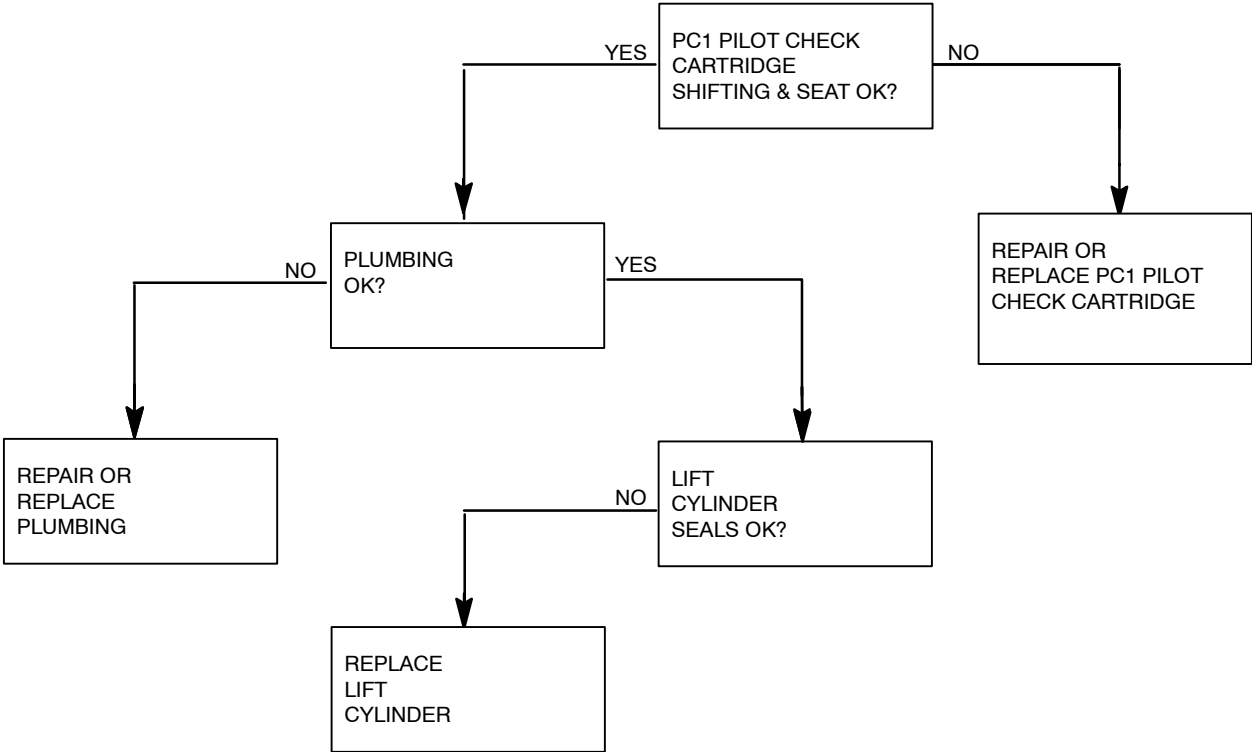 PC1 PILOT CHECK
CARTRIDGE
SHIFTING & SEAT OK?
YES
NO
PLUMBING
OK?
NO
YES
REPAIR OR
REPLACE PC1 PILOT
CHECK CARTRIDGE
REPAIR OR
REPLACE
PLUMBING
LIFT
CYLINDER
SEALS OK?
NO
REPLACE
LIFT
CYLINDER